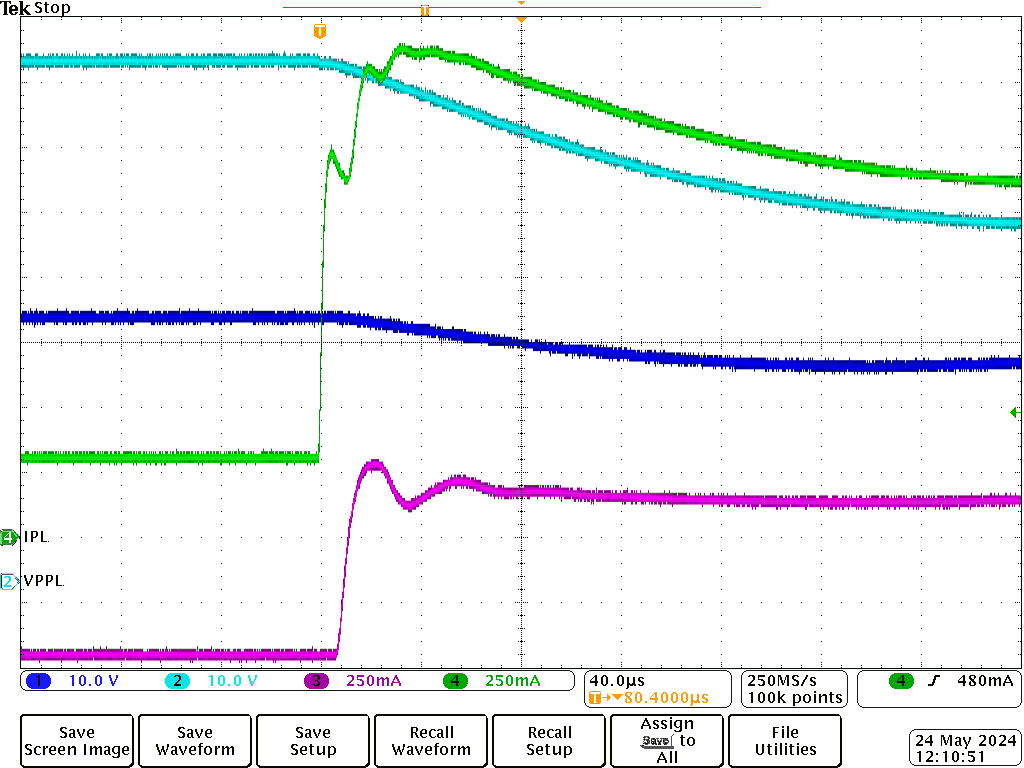 Tek Stop
T
T
4 IPL
2 VPPL
1 10.0 V 2 10.0 V 3 250mA 4 250mA
40.0µs
T→▼80.4000µs
250MS/s
100k points
4 480mA
Save
Screen Image
Save
Waveform
Save
Setup
Recall
Waveform
Recall
Setup
Assign
Save to
All
File
Utilities
24 May 2024
12:10:51